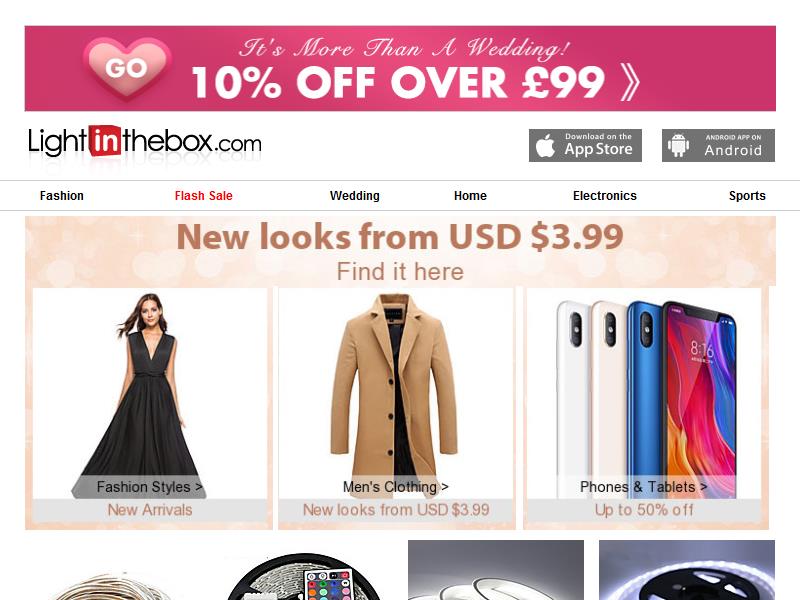 It's More Than A Wedding!
GO
10% OFF OVER £99 》
Lightinthebox.com
Download on the
App Store
ANDROID APP ON
Android
Fashion
Flash Sale
Wedding
Home
Electronics
Sports
New looks from USD $3.99
Find it here
8:16
Fashion Styles >
Men's Clothing >
Phones & Tablets >
New Arrivals
New looks from USD $3.99
Up to 50% off